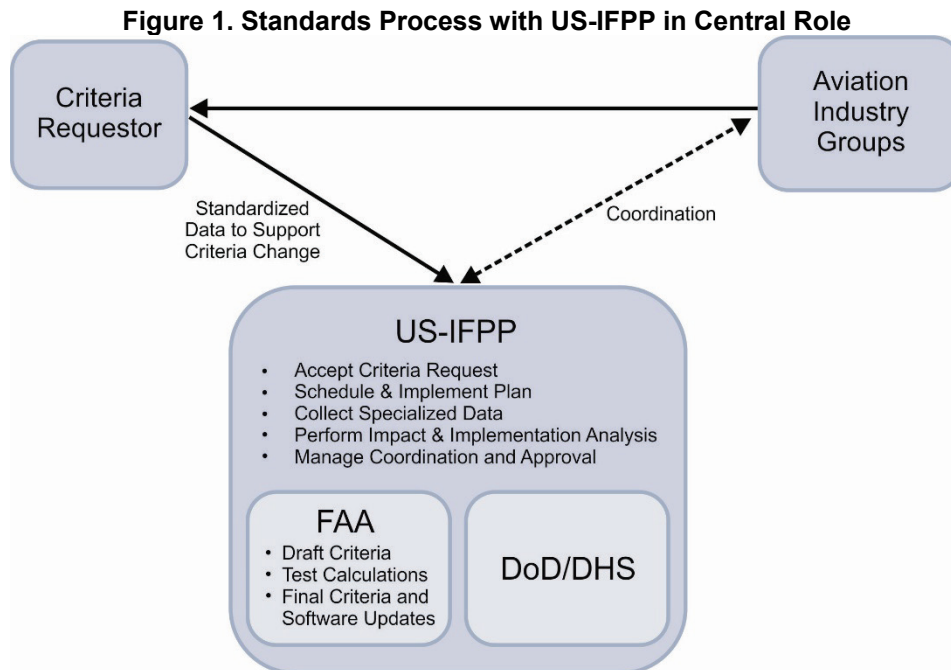 Figure 1. Standards Process with US-IFPP in Central Role
Criteria
Requestor
Aviation
Industry
Groups
Standardized
Data to Support
Criteria Change
Coordination
US-IFPP
• Accept Criteria Request
• Schedule & Implement Plan
• Collect Specialized Data
• Perform Impact & Implementation Analysis
• Manage Coordination and Approval
FAA
• Draft Criteria
• Test Calculations
• Final Criteria and
Software Updates
DoD/DHS